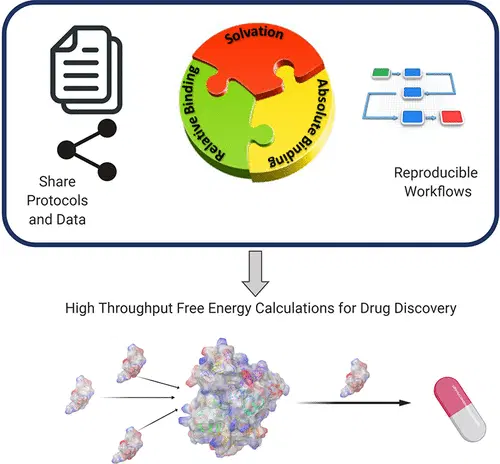 Solvation
Relative Binding
Absolute Binding
Share
Protocols
and Data
Reproducible
Workflows
High Throughput Free Energy Calculations for Drug Discovery